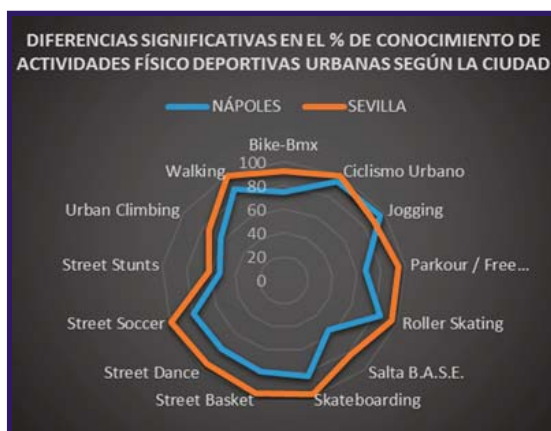 DIFERENCIAS SIGNIFICATIVAS EN EL % DE CONOCIMIENTO DE
ACTIVIDADES FÍSICO DEPORTIVAS URBANAS SEGÚN LA CIUDAD
NÁPOLES SEVILLA
Bike-Bmx
Ciclismo Urbano
Jogging
Parkour / Free...
Roller Skating
Salta B.A.S.E.
Skateboarding
Street Basket
Street Dance
Street Soccer
Street Stunts
Urban Climbing
Walking
100
80
60
40
20
0